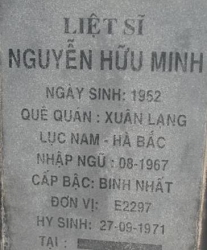 LIỆT SĨ
NGUYỄN HỮU MINH
NGÀY SINH: 1952
QUÊ QUÁN : XUÂN LANG
LỤC NAM - HÀ BẮC
NHẬP NGŨ : 08-1967
CẤP BẬC: BINH NHẤT
ĐƠN VỊ: E2297
HY SINH: 27-09-1971
TẠI :